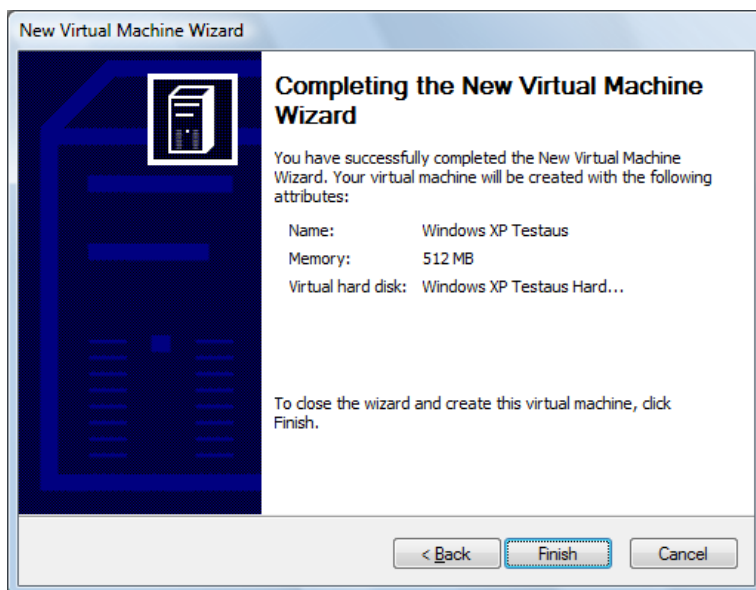 New Virtual Machine Wizard
Completing the New Virtual Machine
Wizard
You have successfully completed the New Virtual Machine
Wizard. Your virtual machine will be created with the following
attributes:
Name: Windows XP Testaus
Memory: 512 MB
Virtual hard disk: Windows XP Testaus Hard...
To close the wizard and create this virtual machine, click
Finish.
< Back Finish Cancel